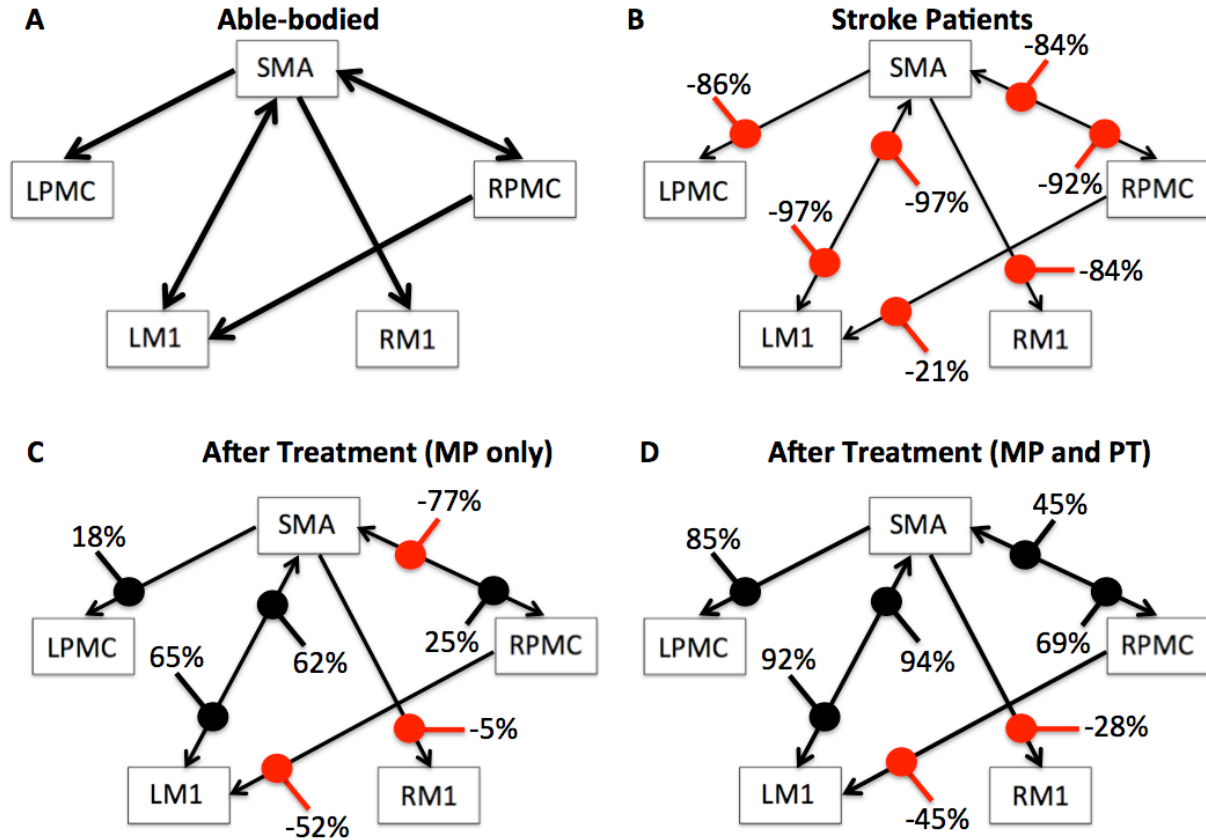 A Able-bodied
SMA
LPMC
RPMC
LM1
RM1
B Stroke Patients
-84%
SMA
-86%
LPMC
-92%
RPMC
-97%
-97%
-84%
LM1
RM1
-21%
C After Treatment (MP only)
-77%
SMA
18%
LPMC
25%
RPMC
65%
62%
-5%
LM1
RM1
-52%
D After Treatment (MP and PT)
45%
SMA
85%
LPMC
69%
RPMC
92%
94%
-28%
LM1
RM1
-45%